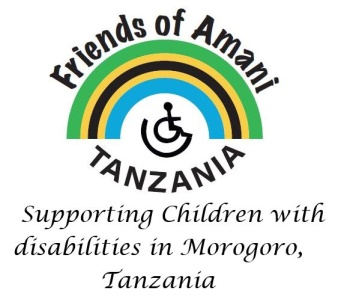 Friends of Amani
TANZANIA
Supporting Children with
disabilities in Morogoro,
Tanzania